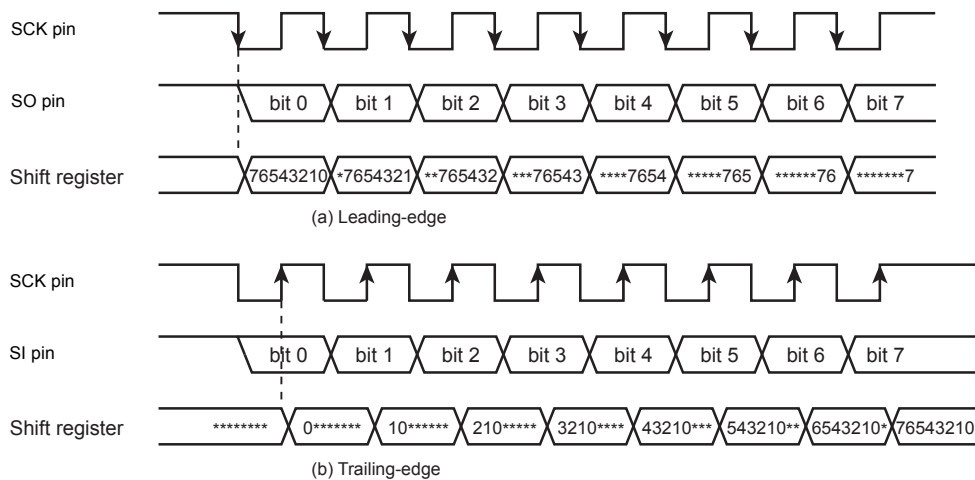 SCK pin
SO pin bit 0 bit 1 bit 2 bit 3 bit 4 bit 5 bit 6 bit 7
Shift register 76543210 *7654321 **765432 ***76543 ****7654 *****765 ******76 *******7
(a) Leading-edge
SCK pin
SI pin bit 0 bit 1 bit 2 bit 3 bit 4 bit 5 bit 6 bit 7
Shift register ******** 0******* 10****** 210***** 3210**** 43210*** 543210** 6543210* 76543210
(b) Trailing-edge